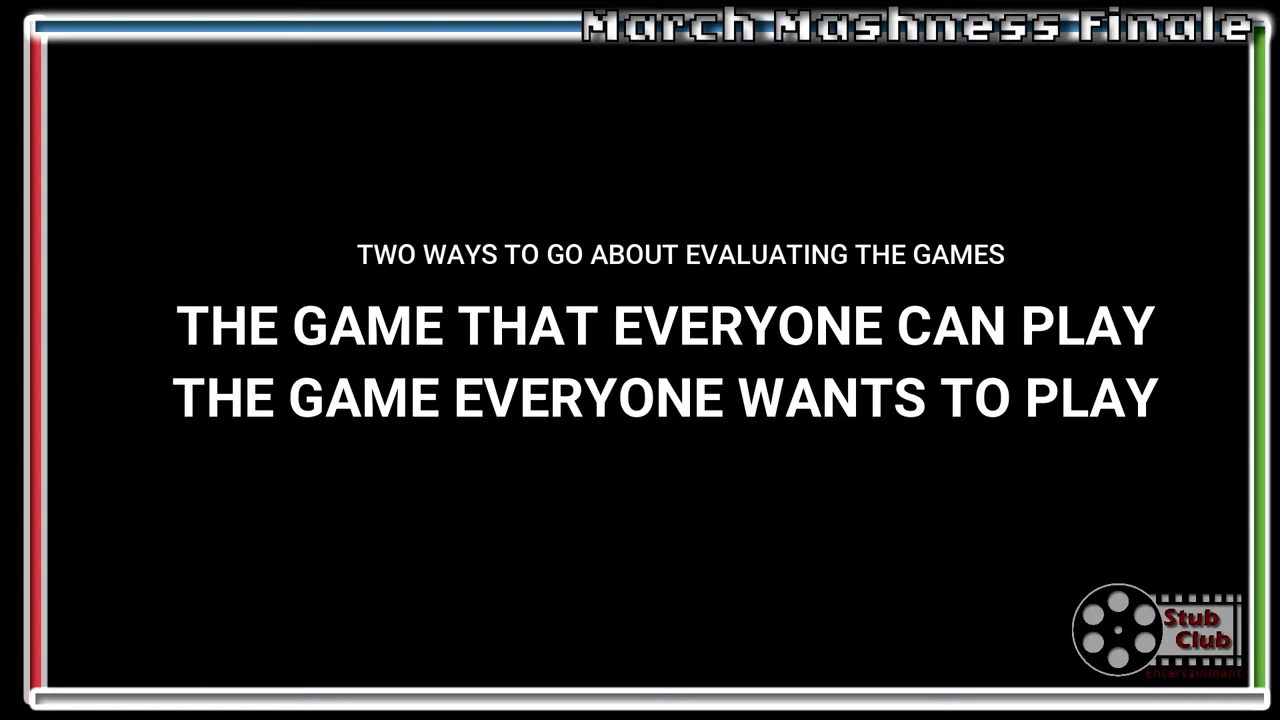 March Mashness Finale
TWO WAYS TO GO ABOUT EVALUATING THE GAMES
THE GAME THAT EVERYONE CAN PLAY
THE GAME EVERYONE WANTS TO PLAY
Stub
Club
Entertainment